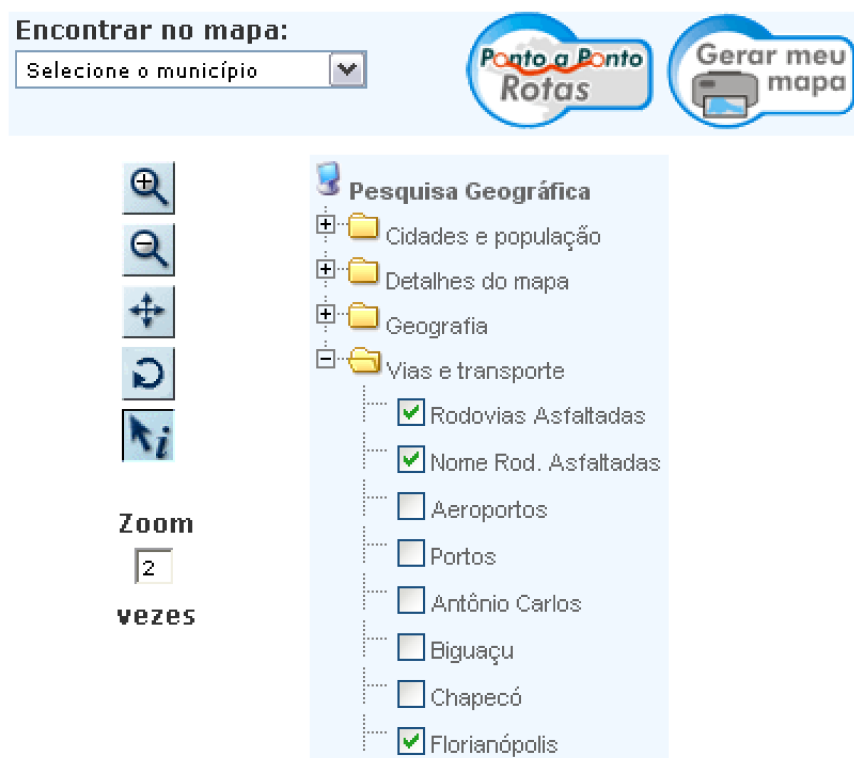 Encontrar no mapa:
Selecione o município
Ponto a Ponto
Rotas
Gerar meu
mapa
Pesquisa Geográfica
Cidades e população
Detalhes do mapa
Geografia
Vias e transporte
Rodovias Asfaltadas
Nome Rod. Asfaltadas
Aeroportos
Portos
Antônio Carlos
Biguaçu
Chapecó
Florianópolis
i
Zoom
2
vezes